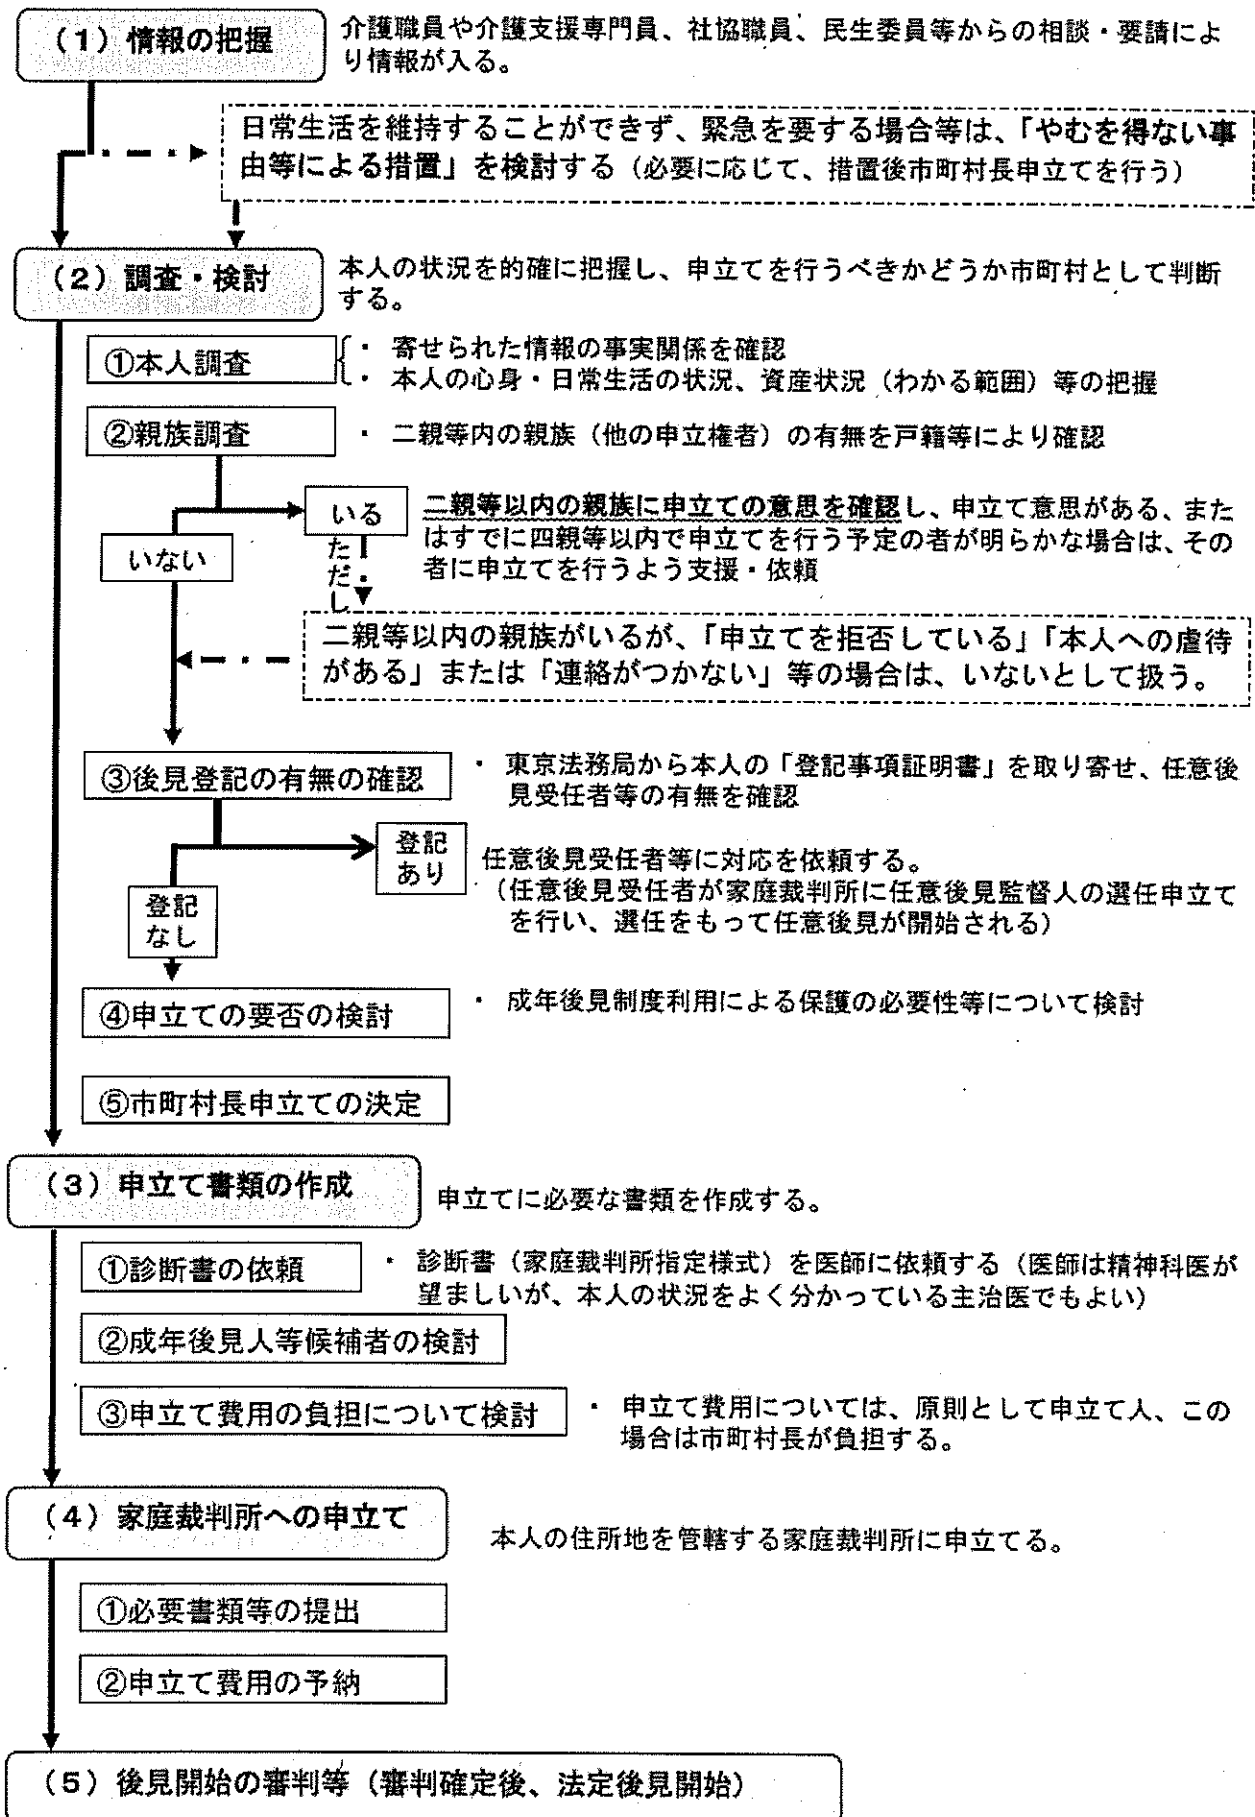 (1)情報の把握
介護職員や介護支援専門員、社協職員、民生委員等からの相談・要請によ
り情報が入る。
日常生活を維持することができず、緊急を要する場合等は、「やむを得ない事
由等による措置」を検討する(必要に応じて、措置後市町村長申立てを行う)
(2)調査・検討
本人の状況を的確に把握し、申立てを行うべきかどうか市町村として判断
する。
①本人調査
・ 寄せられた情報の事実関係を確認
・ 本人の心身・日常生活の状況、資産状況(わかる範囲)等の把握
②親族調査
・ 二親等内の親族(他の申立権者)の有無を戸籍等により確認
いる
二親等以内の親族に申立ての意思を確認し、申立て意思がある、また
はすでに四親等以内で申立てを行う予定の者が明らかな場合は、その
者に申立てを行うよう支援・依頼
いない
ただし
二親等以内の親族がいるが、「申立てを拒否している」「本人への虐待
がある」または「連絡がつかない」等の場合は、いないとして扱う。
③後見登記の有無の確認
・ 東京法務局から本人の「登記事項証明書」を取り寄せ、任意後
見受任者等の有無を確認
登記
あり
任意後見受任者等に対応を依頼する。
(任意後見受任者が家庭裁判所に任意後見監督人の選任申立て
を行い、選任をもって任意後見が開始される)
登記
なし
④申立ての要否の検討
・ 成年後見制度利用による保護の必要性等について検討
⑤市町村長申立ての決定
(3)申立て書類の作成
申立てに必要な書類を作成する。
①診断書の依頼
・ 診断書(家庭裁判所指定様式)を医師に依頼する(医師は精神科医が
望ましいが、本人の状況をよく分かっている主治医でもよい)
②成年後見人等候補者の検討
③申立て費用の負担について検討
・ 申立て費用については、原則として申立て人、この
場合は市町村長が負担する。
(4)家庭裁判所への申立て
本人の住所地を管轄する家庭裁判所に申立てる。
①必要書類等の提出
②申立て費用の予納
(5)後見開始の審判等(審判確定後、法定後見開始)